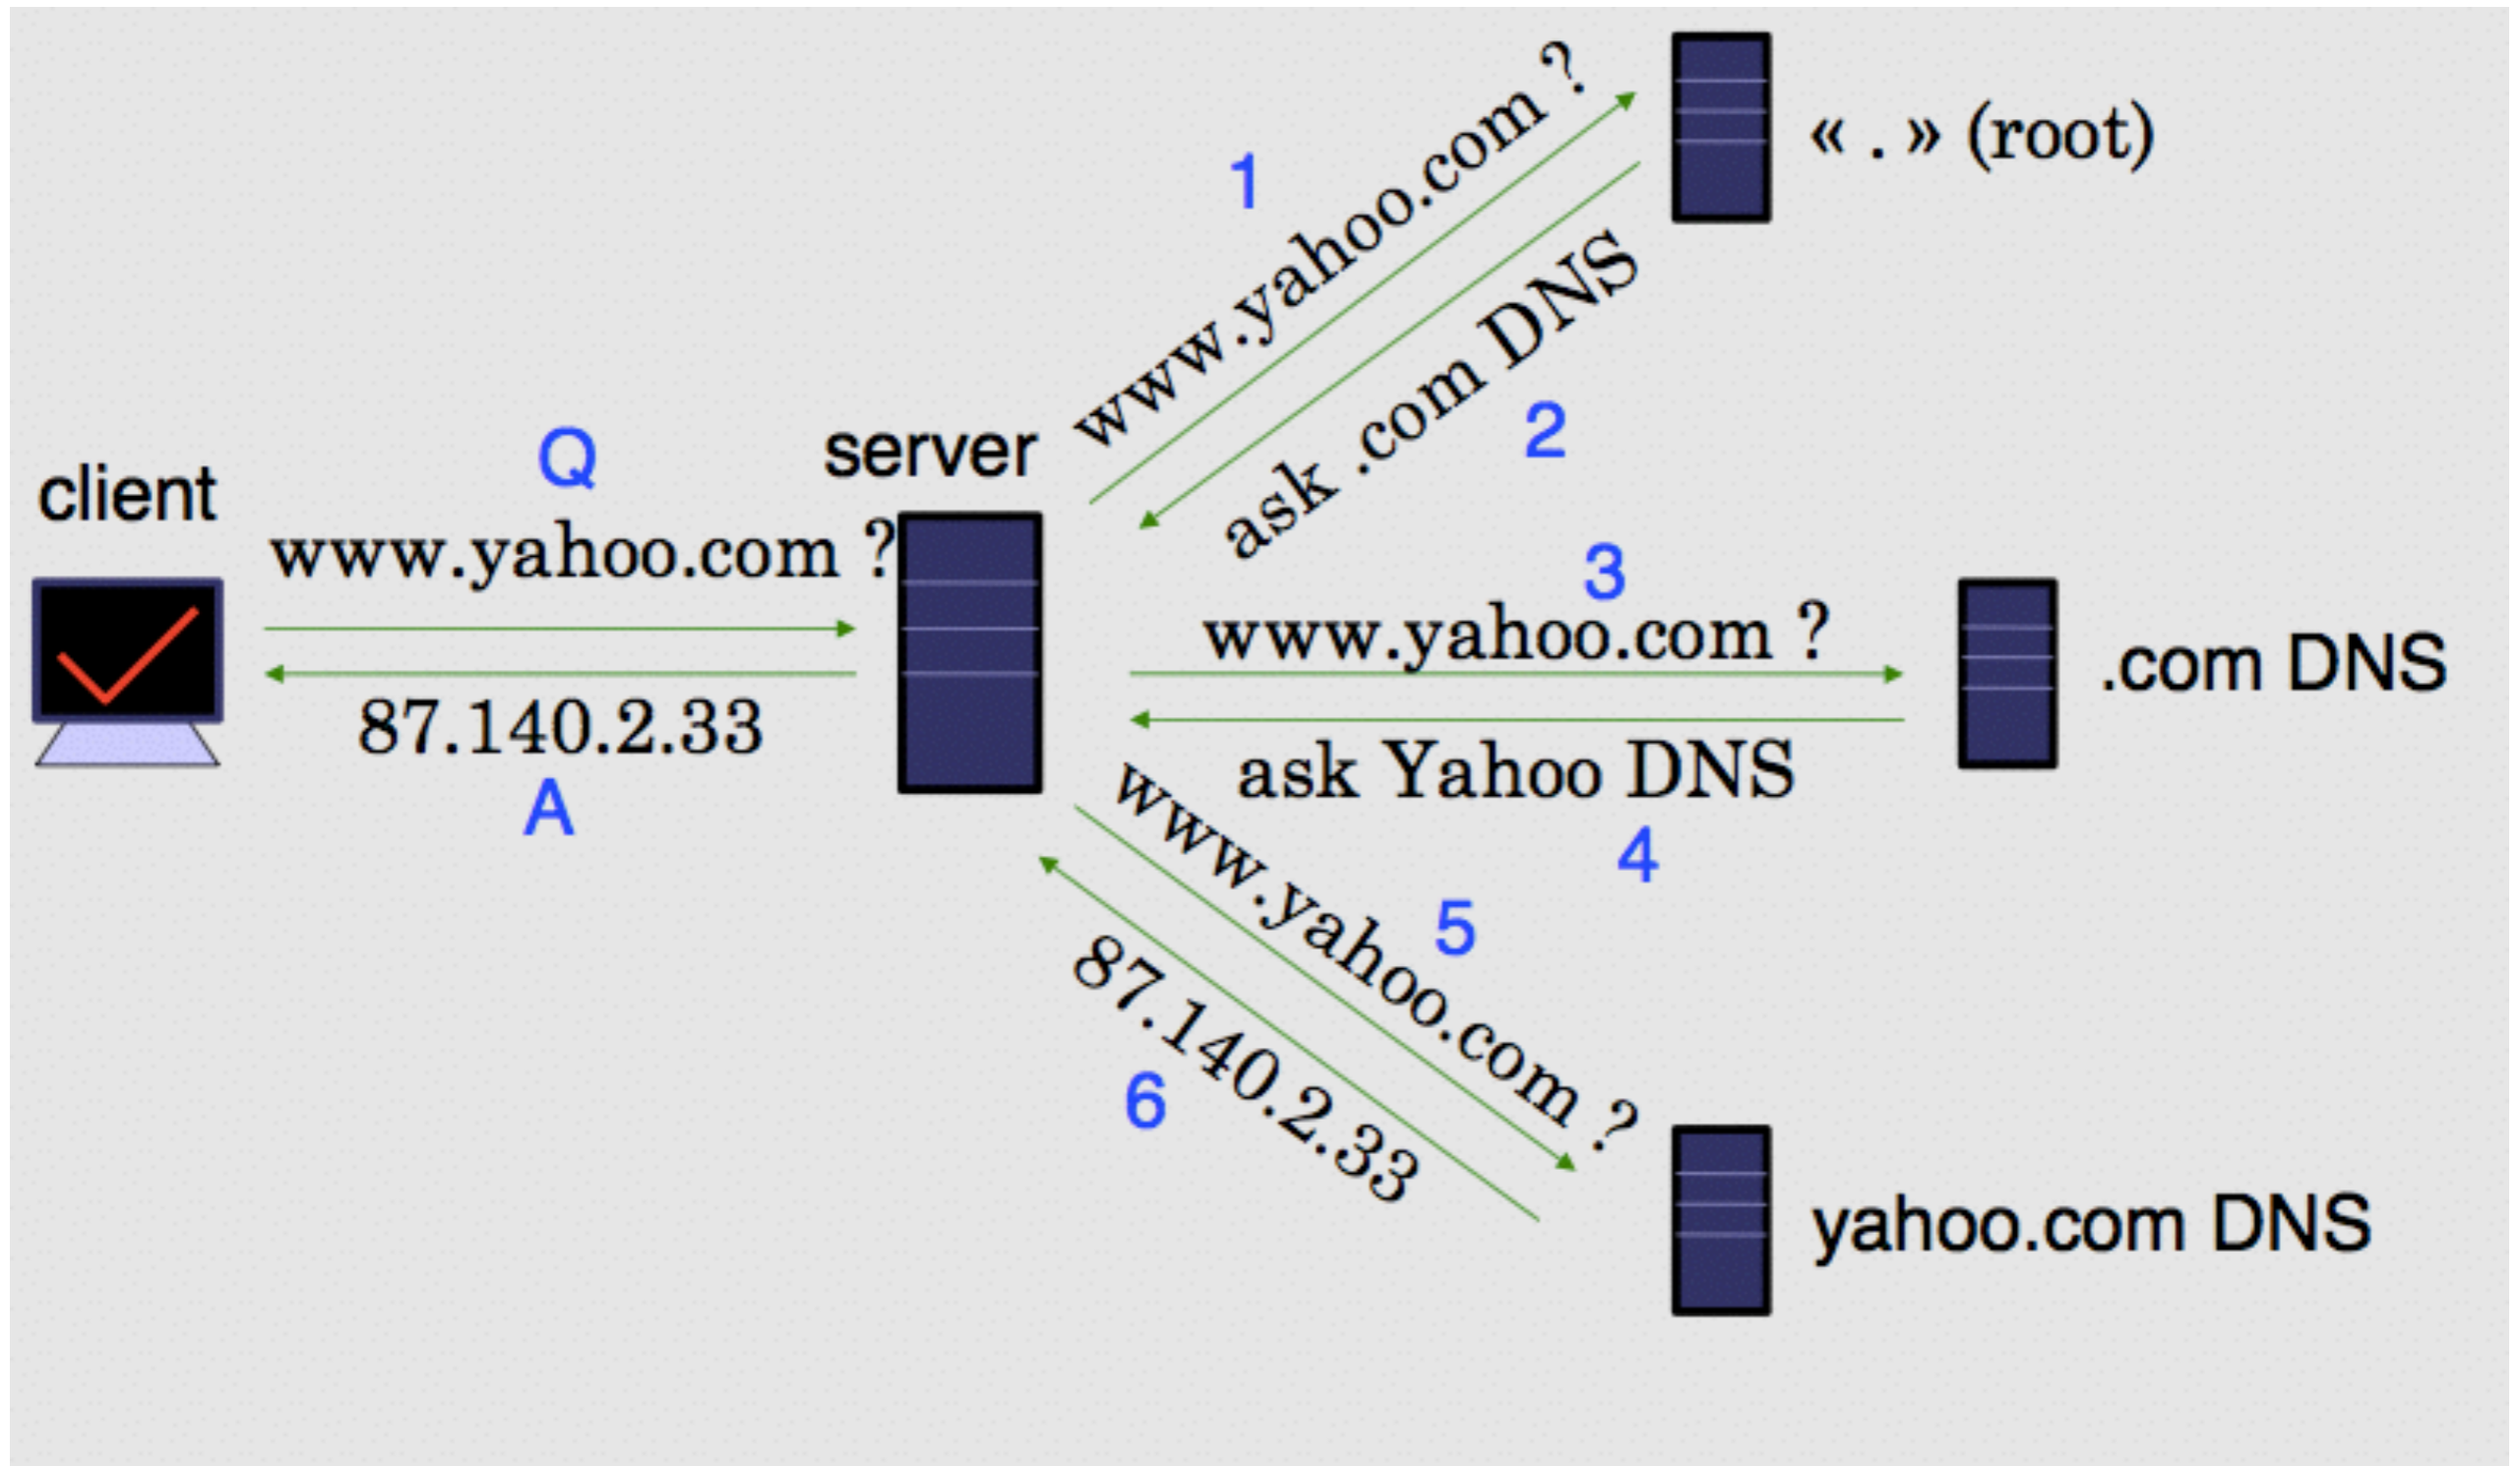 www.yahoo.com ?
« . » (root)
1
ask .com DNS
2
Q
server
client
www.yahoo.com ?
87.140.2.33
A
3
www.yahoo.com ?
.com DNS
ask Yahoo DNS
4
www.yahoo.com ?
5
87.140.2.33
6
yahoo.com DNS